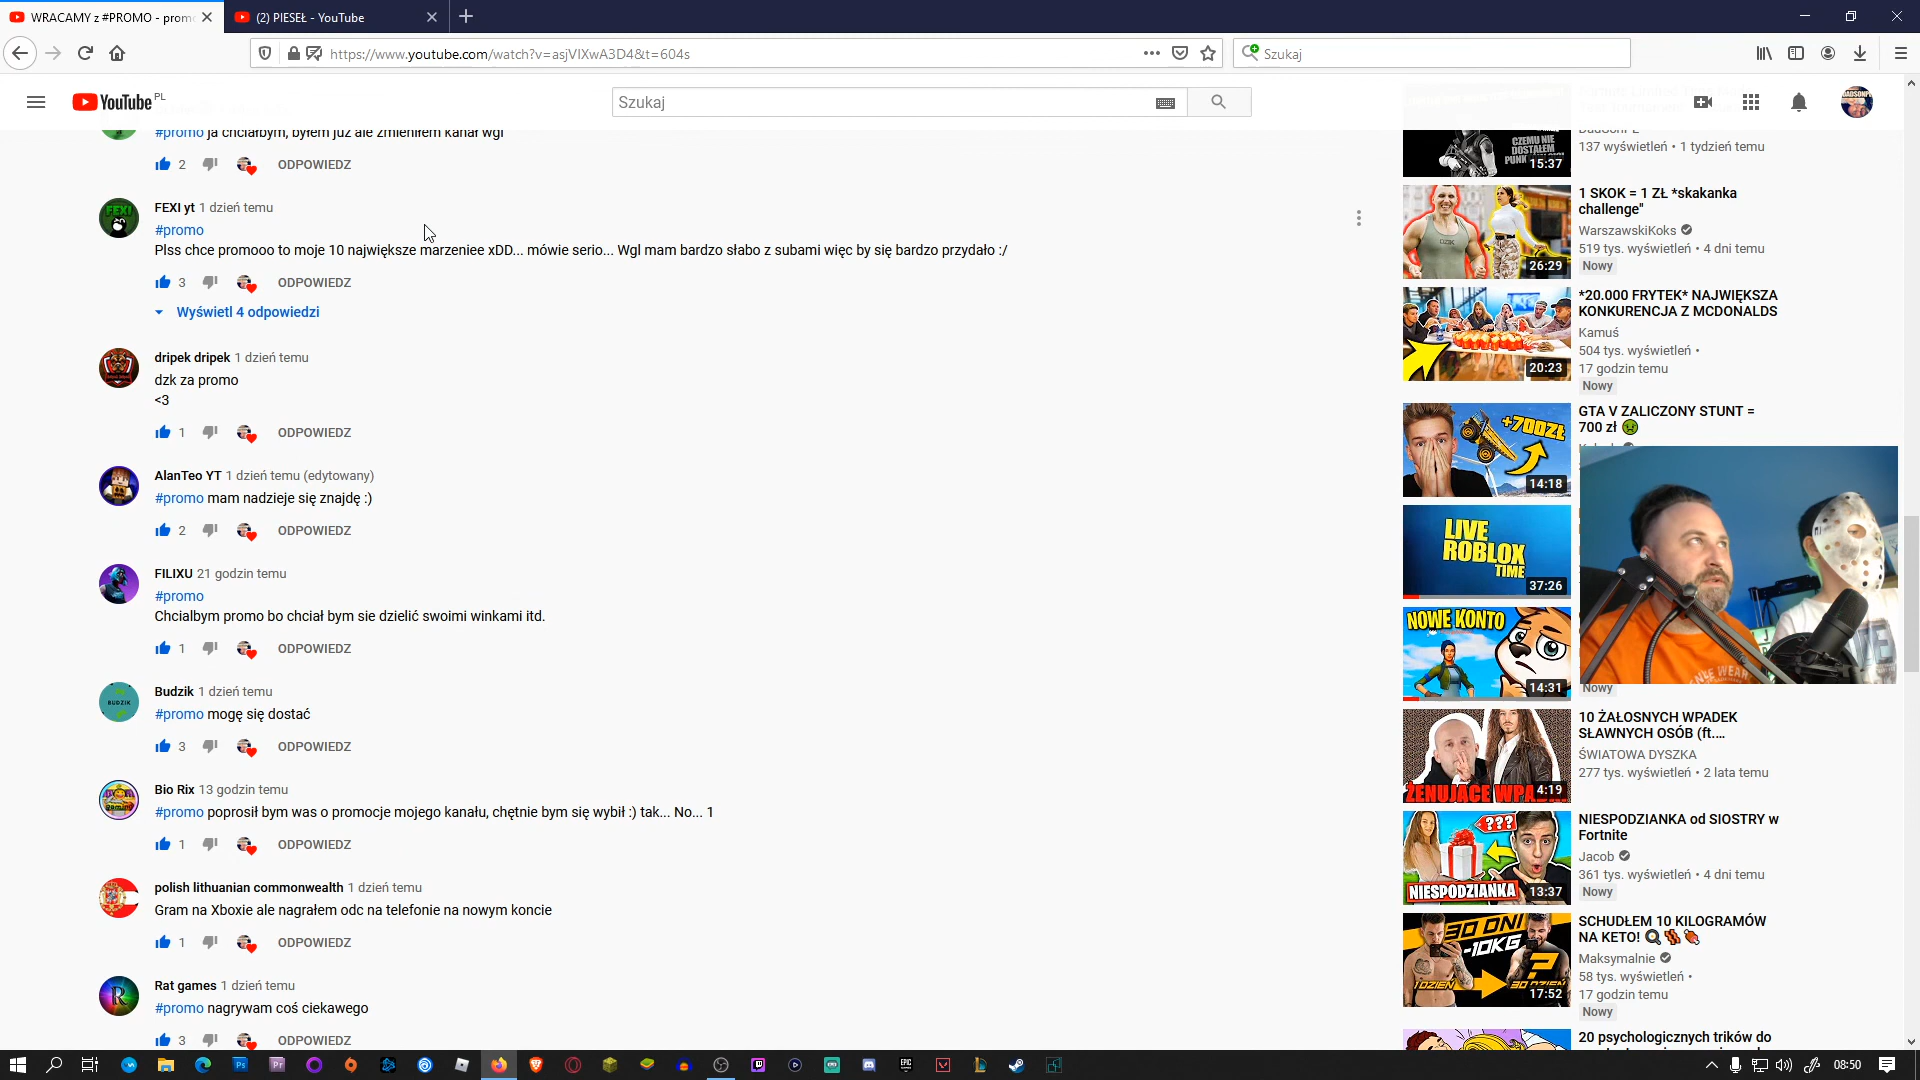 WRACAMY z #PROMO - prom
(2) PIESEŁ - YouTube
https://www.youtube.com/watch?v=asjVIXwA3D4&t=604s
Szukaj
YouTube PL
Szukaj
#promo ja chciałbym, byłem już ale zmieniłem kanał wgl
2 ODPOWIEDZ
FEXI yt 1 dzień temu
#promo
Plss chce promooo to moje 10 największe marzeniee xDD... mówie serio... Wgl mam bardzo słabo z subami więc by się bardzo przydało :/
3 ODPOWIEDZ
Wyświetl 4 odpowiedzi
dripek dripek 1 dzień temu
dzk za promo
<3
1 ODPOWIEDZ
AlanTeo YT 1 dzień temu (edytowany)
#promo mam nadzieje się znajdę :)
2 ODPOWIEDZ
FILIXU 21 godzin temu
#promo
Chcialbym promo bo chciał bym sie dzielić swoimi winkami itd.
1 ODPOWIEDZ
Budzik 1 dzień temu
#promo mogę się dostać
3 ODPOWIEDZ
Bio Rix 13 godzin temu
#promo poprosił bym was o promocje mojego kanału, chętnie bym się wybił :) tak... No... 1
1 ODPOWIEDZ
polish lithuanian commonwealth 1 dzień temu
Gram na Xboxie ale nagrałem odc na telefonie na nowym koncie
1 ODPOWIEDZ
Rat games 1 dzień temu
#promo nagrywam coś ciekawego
3 ODPOWIEDZ
CZEMU NIE
DOSTAŁEM
PUNK
15:37
137 wyświetleń • 1 tydzień temu
26:29
1 SKOK = 1 ZŁ *skakanka
challenge"
WarszawskiKoks
519 tys. wyświetleń • 4 dni temu
Nowy
20:23
*20.000 FRYTEK* NAJWIĘKSZA
KONKURENCJA Z MCDONALDS
Kamuś
504 tys. wyświetleń •
17 godzin temu
Nowy
+700ZŁ
14:18
GTA V ZALICZONY STUNT =
700 zł
LIVE
ROBLOX
TIME
37:26
NOWE KONTO
14:31
Nowy
ŻENUJĄCE WPA
4:19
10 ŻAŁOSNYCH WPADEK
SŁAWNYCH OSÓB (ft....
ŚWIATOWA DYSZKA
277 tys. wyświetleń • 2 lata temu
???
NIESPODZIANKA
13:37
NIESPODZIANKA od SIOSTRY w
Fortnite
Jacob
361 tys. wyświetleń • 4 dni temu
Nowy
30 DNI
-10KG
1 DZIEŃ
30 DZIEŃ
?
17:52
SCHUDŁEM 10 KILOGRAMÓW
NA KETO!
Maksymalnie
58 tys. wyświetleń •
17 godzin temu
Nowy
20 psychologicznych trików do
08:50